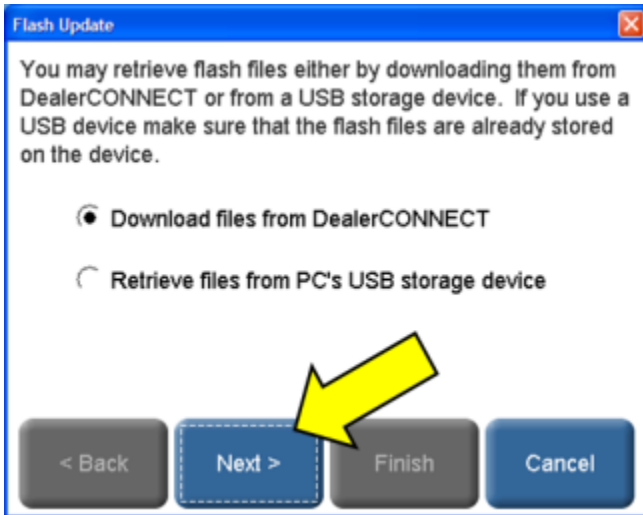 Flash Update
You may retrieve flash files either by downloading them from
DealerCONNECT or from a USB storage device. If you use a
USB device make sure that the flash files are already stored
on the device.
Download files from DealerCONNECT
Retrieve files from PC's USB storage device
< Back Next > Finish Cancel